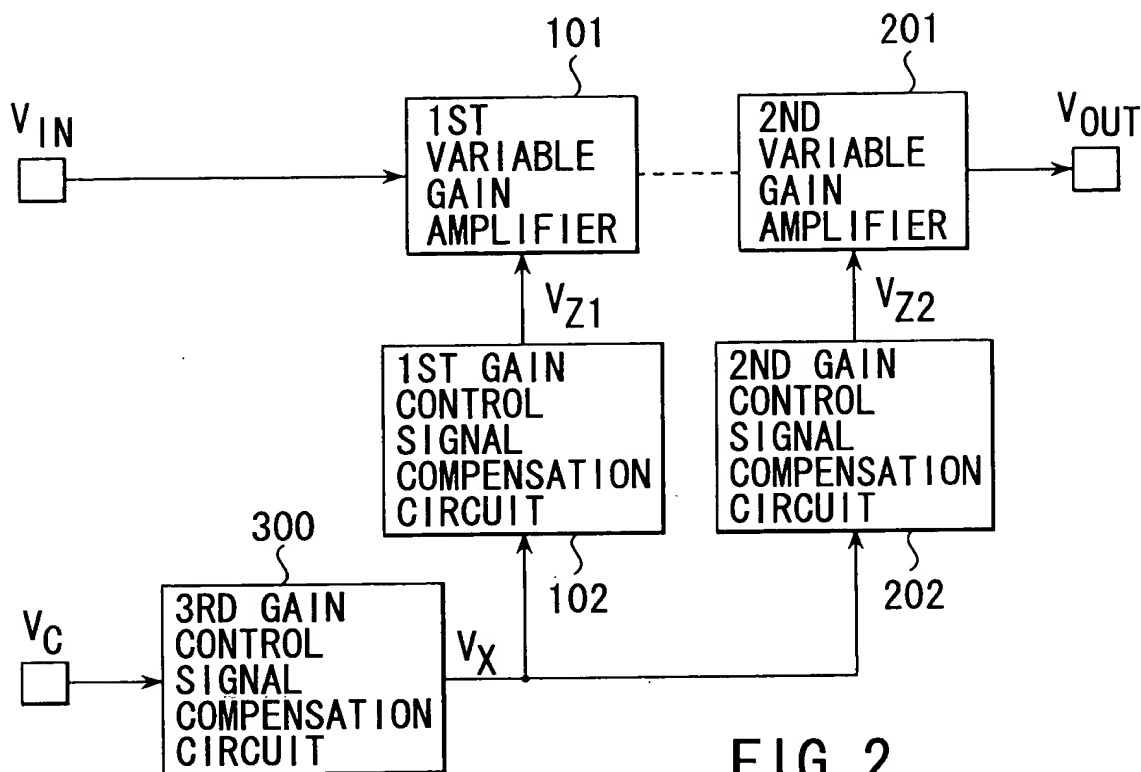 101
201
V_IN
1ST
VARIABLE
GAIN
AMPLIFIER
2ND
VARIABLE
GAIN
AMPLIFIER
V_OUT
V_Z1
V_Z2
1ST GAIN
CONTROL
SIGNAL
COMPENSATION
CIRCUIT
2ND GAIN
CONTROL
SIGNAL
COMPENSATION
CIRCUIT
300
102
202
V_C
3RD GAIN
CONTROL
SIGNAL
COMPENSATION
CIRCUIT
V_X
FIG. 2